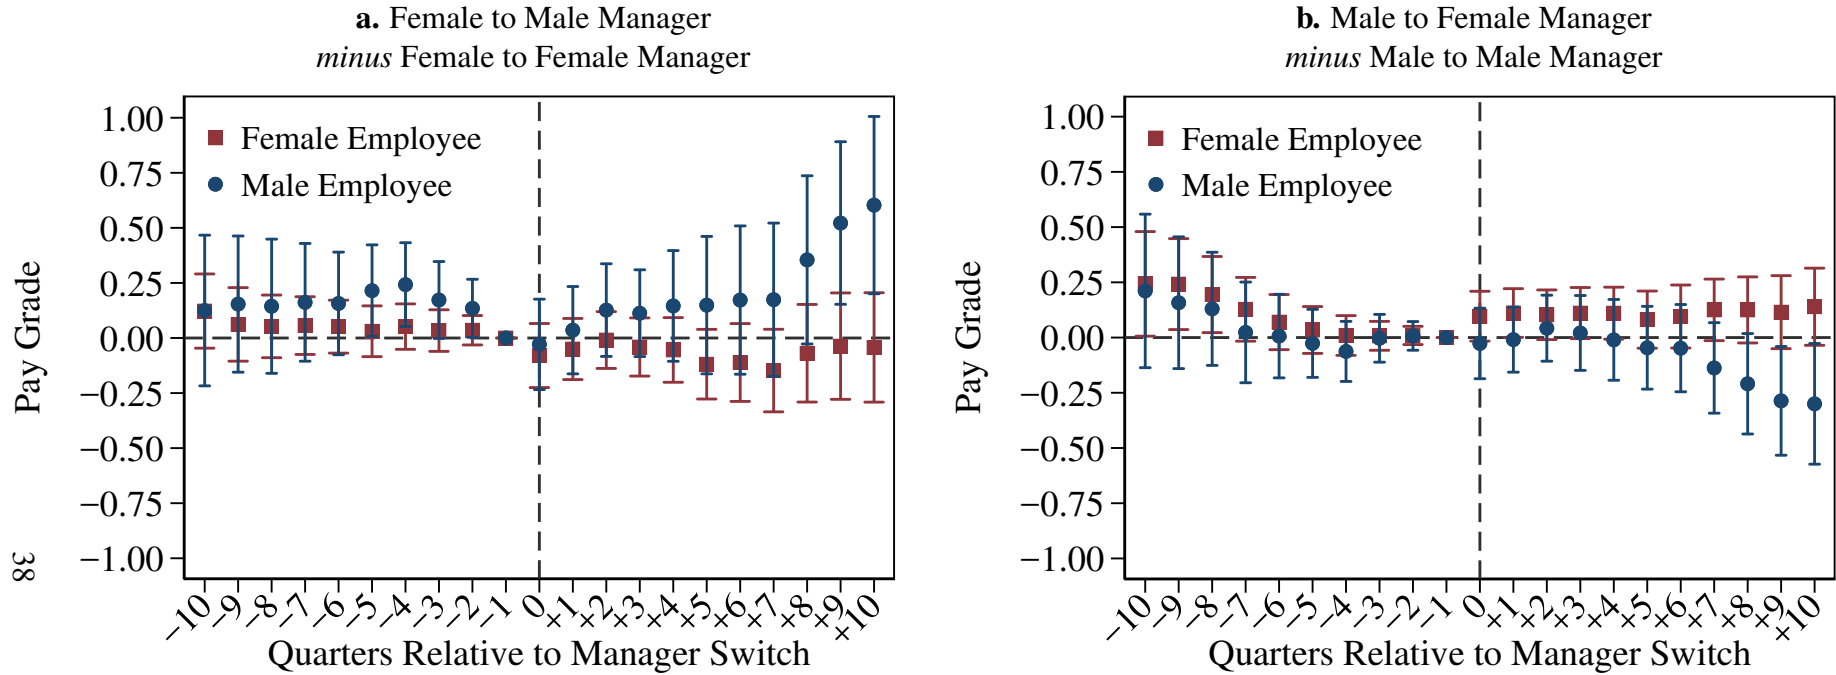 a. Female to Male Manager
minus Female to Female Manager
Pay Grade
1.00
0.75
0.50
0.25
0.00
−0.25
−0.50
−0.75
−1.00
Female Employee
Male Employee
−10 −9 −8 −7 −6 −5 −4 −3 −2 −1 0 +1 +2 +3 +4 +5 +6 +7 +8 +9 +10
Quarters Relative to Manager Switch
b. Male to Female Manager
minus Male to Male Manager
Pay Grade
1.00
0.75
0.50
0.25
0.00
−0.25
−0.50
−0.75
−1.00
Female Employee
Male Employee
−10 −9 −8 −7 −6 −5 −4 −3 −2 −1 0 +1 +2 +3 +4 +5 +6 +7 +8 +9 +10
Quarters Relative to Manager Switch
38